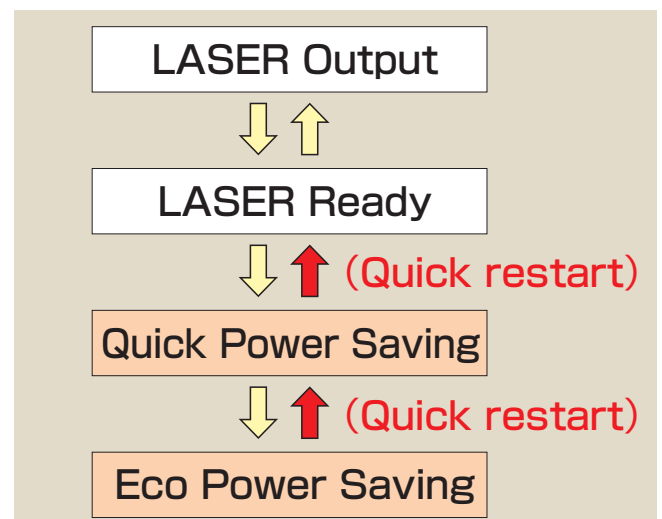 LASER Output
LASER Ready
(Quick restart)
Quick Power Saving
(Quick restart)
Eco Power Saving